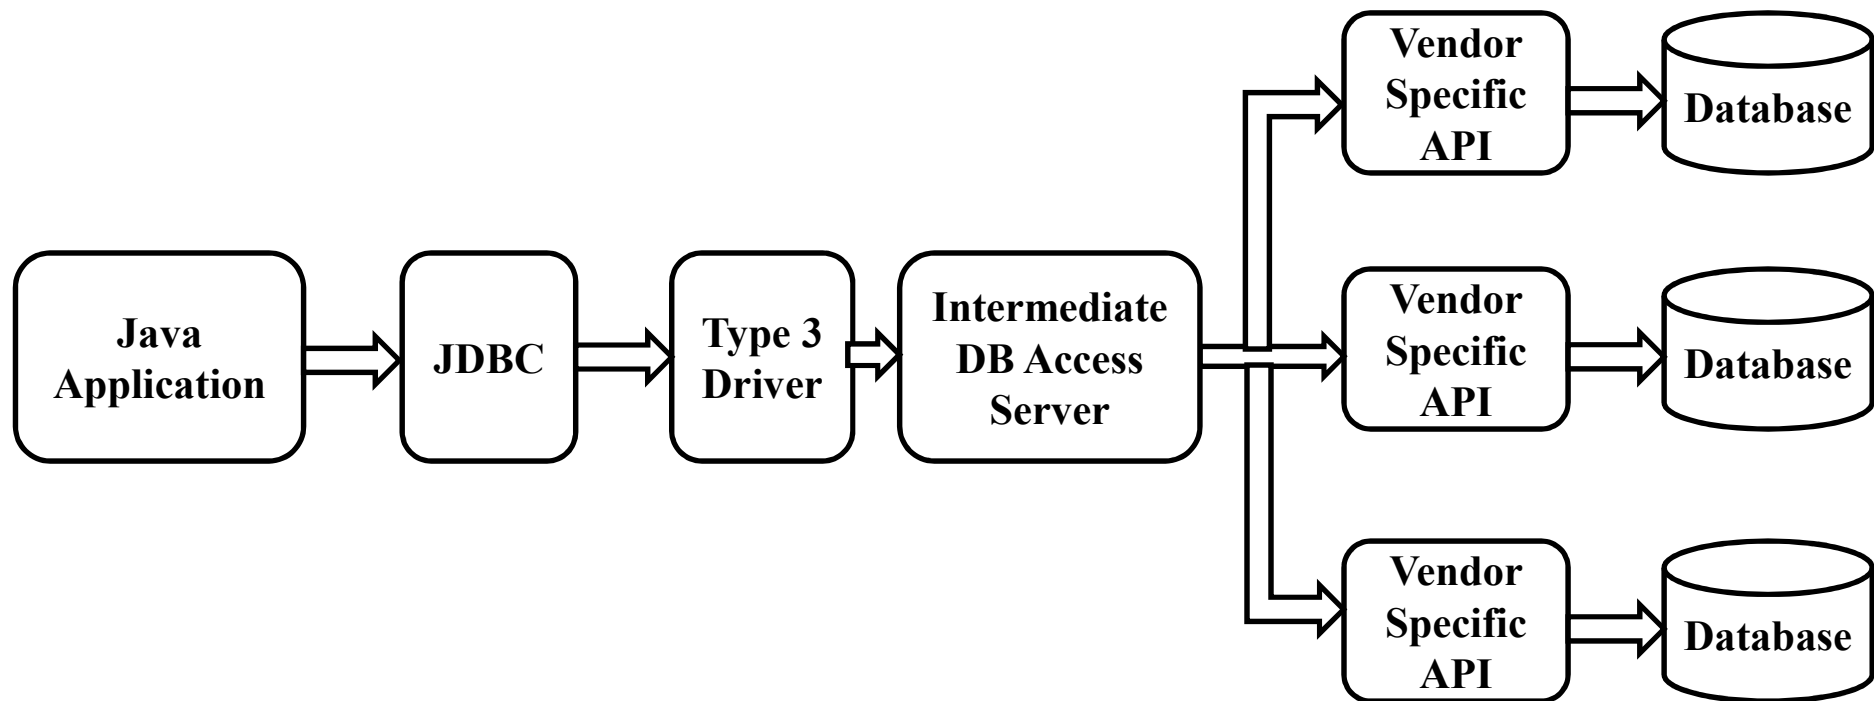 Java
Application
JDBC
Type 3
Driver
Intermediate
DB Access
Server
Vendor
Specific
API
Database
Vendor
Specific
API
Database
Vendor
Specific
API
Database